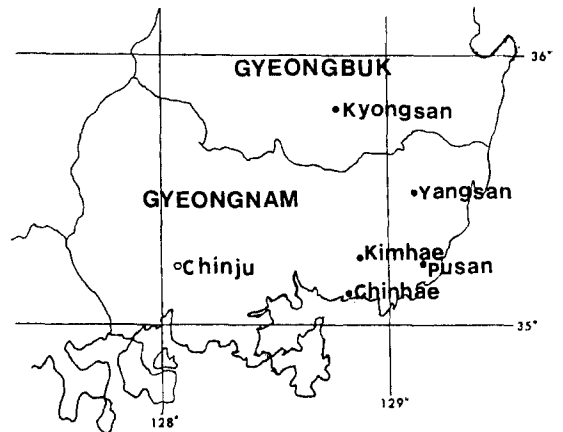 36°
GYEONGBUK
Kyongsan
Yangsan
GYEONGNAM
Kimhae
Chinju
Pusan
Chinhae
35°
129°
128°